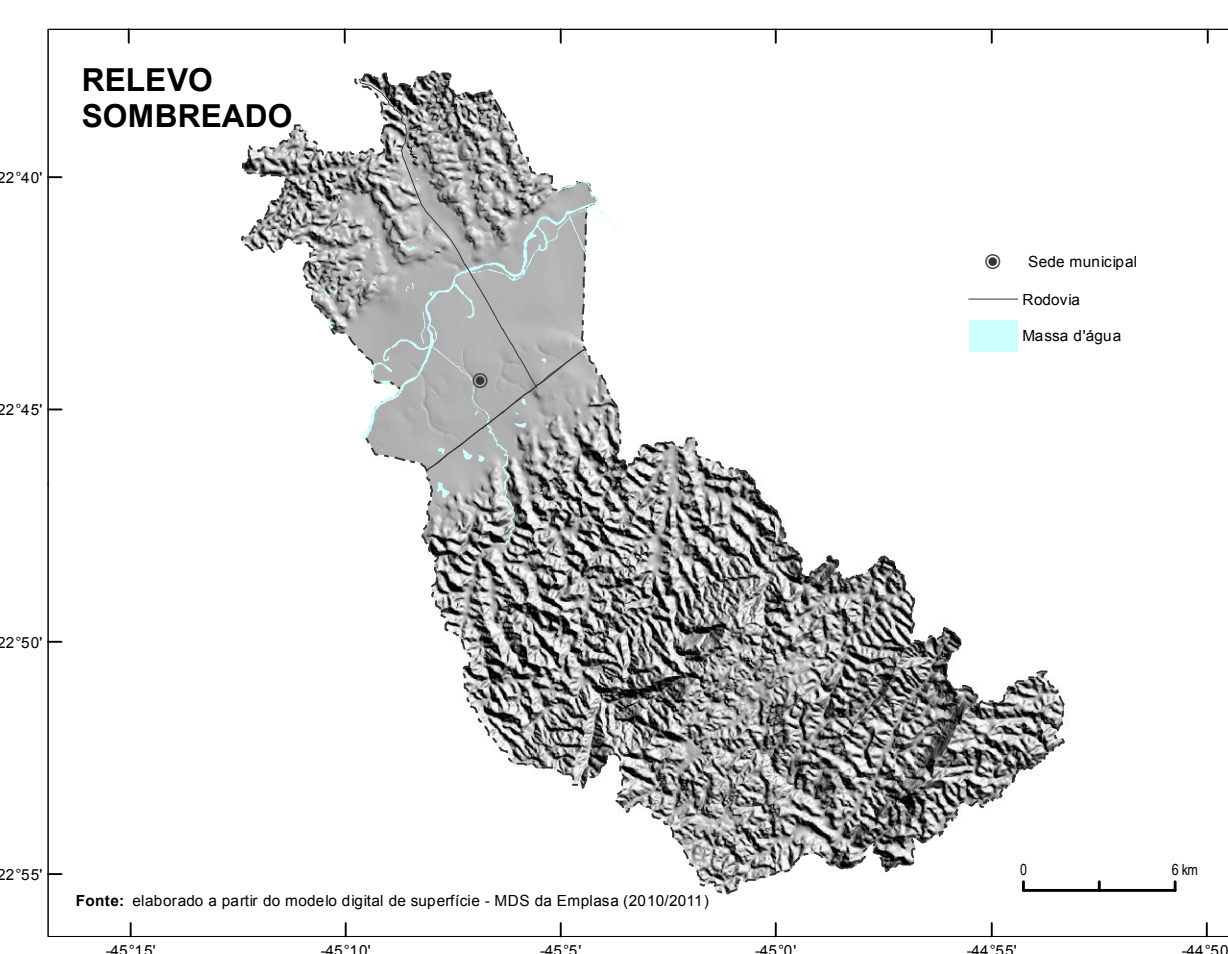 RELEVO
SOMBREADO
22°40'
22°45'
22°50'
22°55'
Sede municipal
Rodovia
Massa d'água
0 6 km
Fonte: elaborado a partir do modelo digital de superfície - MDS da Emplasa (2010/2011)
-45°15' -45°10' -45°5' -45°0' -44°55' -44°50